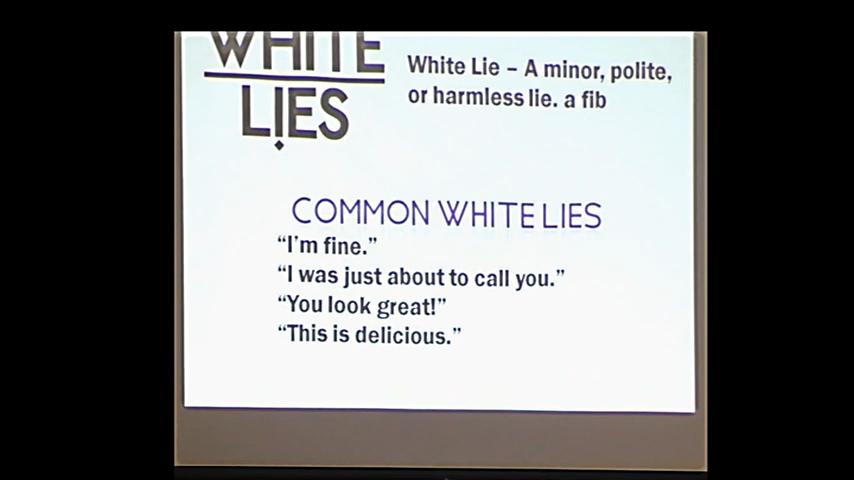 WHITE
LIES
White Lie – A minor, polite,
or harmless lie. a fib
COMMON WHITE LIES
“I’m fine.”
“I was just about to call you.”
“You look great!”
“This is delicious.”